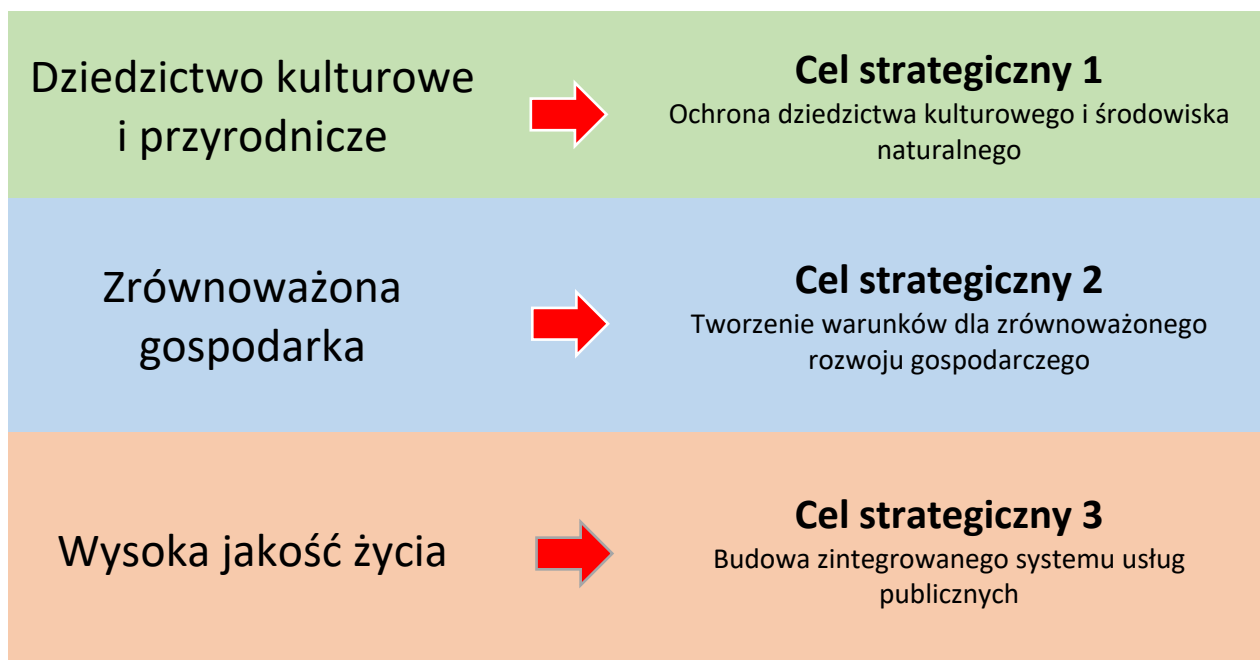 Dziedzictwo kulturowe
i przyrodnicze
Cel strategiczny 1
Ochrona dziedzictwa kulturowego i środowiska
naturalnego
Zrównoważona
gospodarka
Cel strategiczny 2
Tworzenie warunków dla zrównoważonego
rozwoju gospodarczego
Wysoka jakość życia
Cel strategiczny 3
Budowa zintegrowanego systemu usług
publicznych